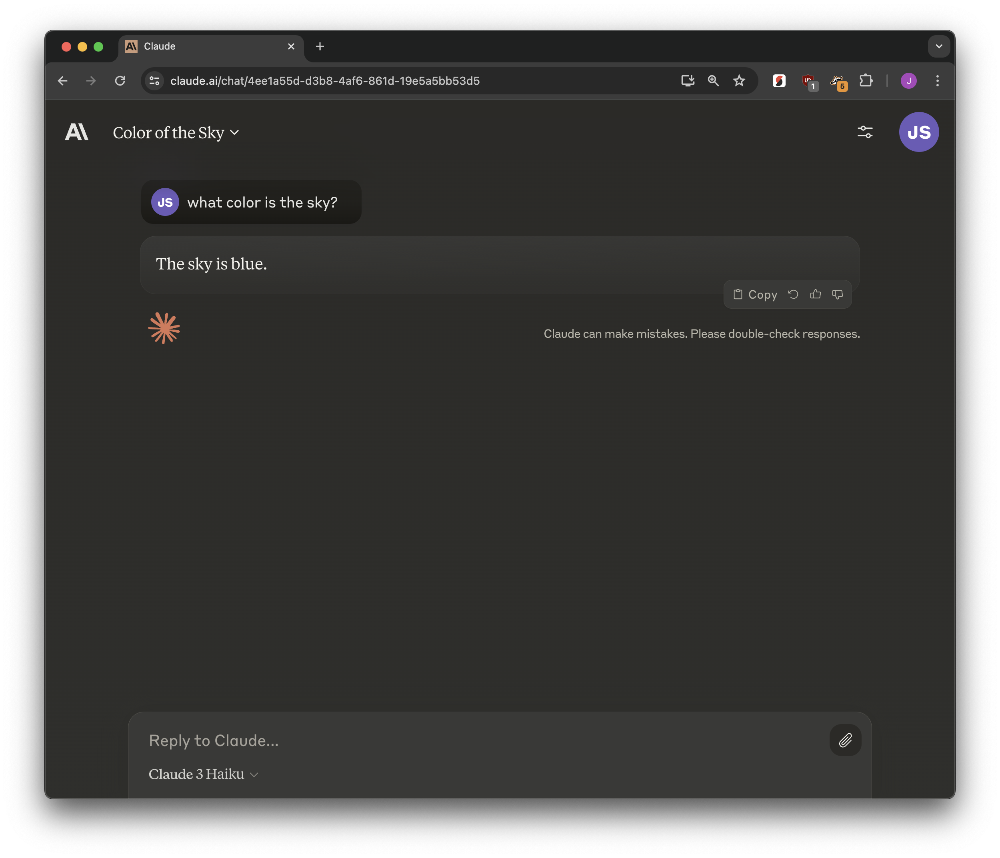 Claude
claude.ai/chat/4ee1a55d-d3b8-4af6-861d-19e5a5bb53d5
1
5
J
Color of the Sky
JS
JS what color is the sky?
The sky is blue.
Copy
Claude can make mistakes. Please double-check responses.
Reply to Claude...
Claude 3 Haiku